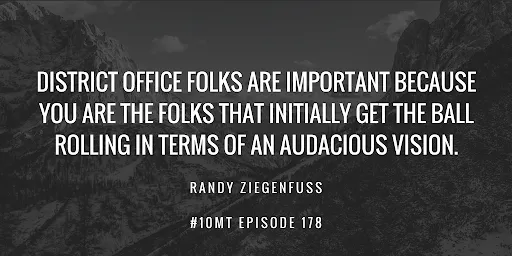 DISTRICT OFFICE FOLKS ARE IMPORTANT BECAUSE
YOU ARE THE FOLKS THAT INITIALLY GET THE BALL
ROLLING IN TERMS OF AN AUDACIOUS VISION.
RANDY ZIEGENFUSS
#10MT EPISODE 178